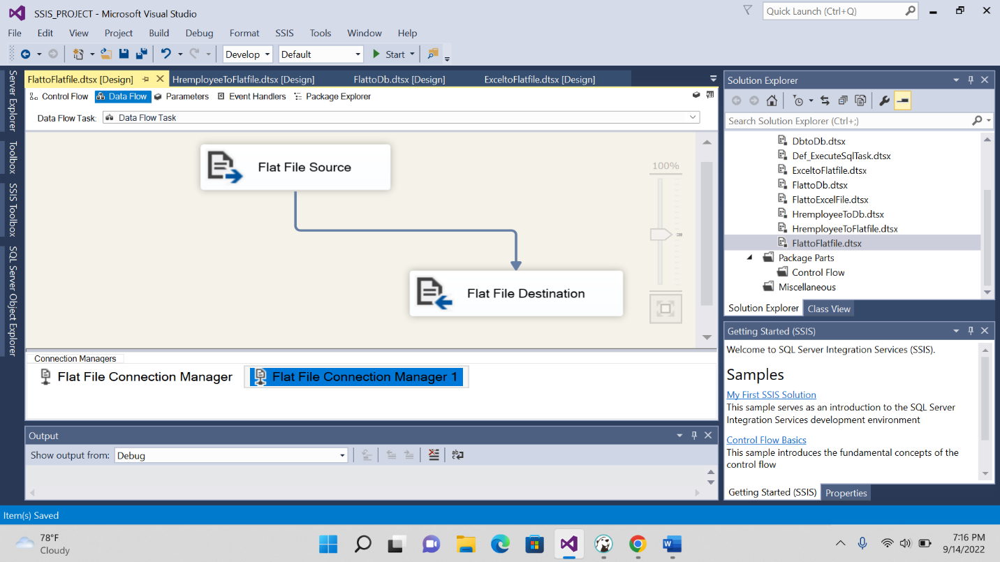 SSIS_PROJECT - Microsoft Visual Studio
Quick Launch (Ctrl+Q)
File Edit View Project Build Debug Format SSIS Tools Window Help
Develop Default Start
FlattoFlatfile.dtsx [Design] HremployeeToFlatfile.dtsx [Design] FlattoDb.dtsx [Design] ExceltoFlatfile.dtsx [Design]
Control Flow Data Flow Parameters Event Handlers Package Explorer
Data Flow Task: Data Flow Task
Server Explorer
Toolbox
SSIS Toolbox
SQL Server Object Explorer
Flat File Source
100%
Flat File Destination
Connection Managers
Flat File Connection Manager Flat File Connection Manager 1
Output
Show output from: Debug
Solution Explorer
Search Solution Explorer (Ctrl+;)
DbtoDb.dtsx
Def_ExecuteSqlTask.dtsx
ExceltoFlatfile.dtsx
FlattoDb.dtsx
FlattoExcelFile.dtsx
HremployeeToDb.dtsx
HremployeeToFlatfile.dtsx
FlattoFlatfile.dtsx
Package Parts
Control Flow
Miscellaneous
Solution Explorer Class View
Getting Started (SSIS)
Welcome to SQL Server Integration Services (SSIS).
Samples
My First SSIS Solution
This sample serves as an introduction to the SQL Server
Integration Services development environment
Control Flow Basics
This sample introduces the fundamental concepts of the
control flow
Getting Started (SSIS) Properties
Item(s) Saved
78°F
Cloudy
7:16 PM
9/14/2022